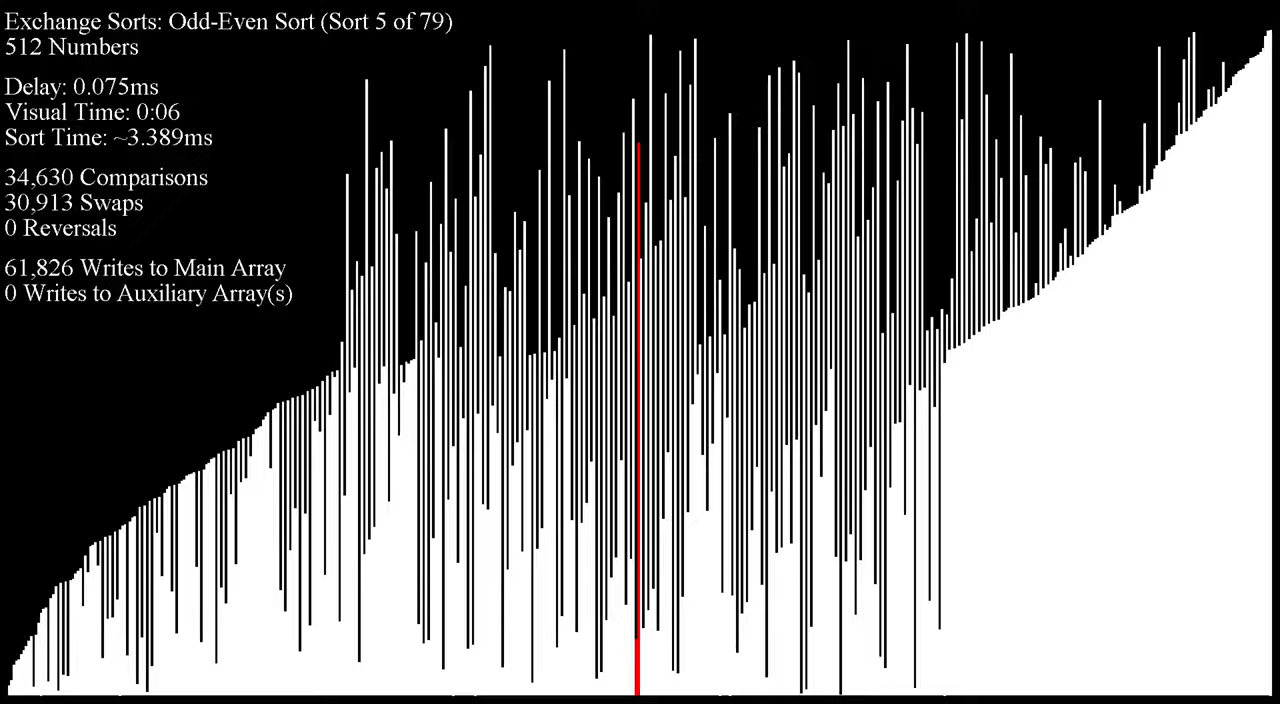 Exchange Sorts: Odd-Even Sort (Sort 5 of 79)
512 Numbers
Delay: 0.075ms
Visual Time: 0:06
Sort Time: ~3.389ms
34,630 Comparisons
30,913 Swaps
0 Reversals
61,826 Writes to Main Array
0 Writes to Auxiliary Array(s)